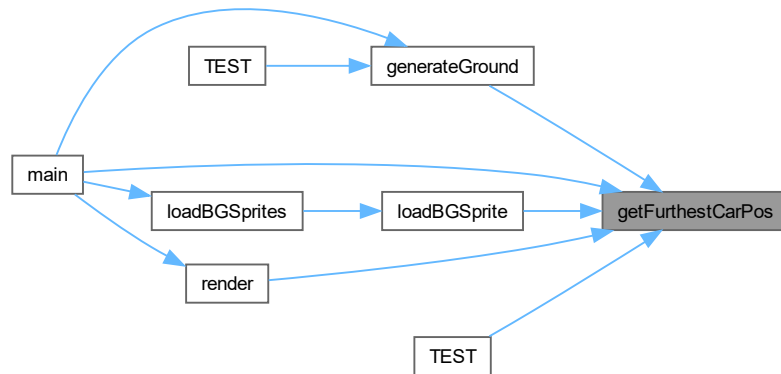 TEST
generateGround
main
loadBGSprites
loadBGSprite
getFurthestCarPos
render
TEST